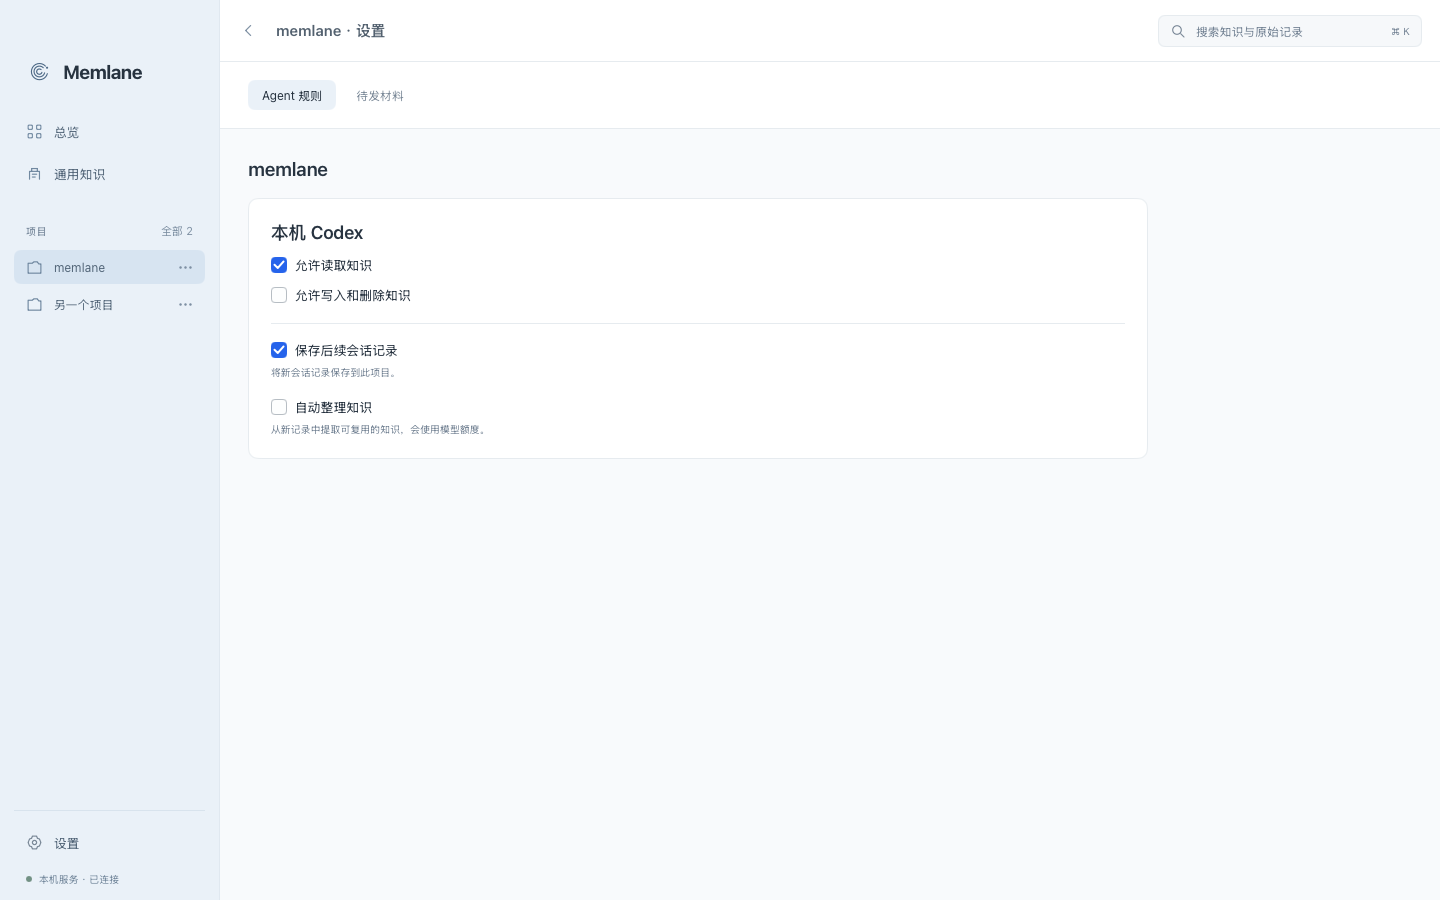 Memlane
总览
通用知识
项目 全部 2
memlane
另一个项目
设置
本机服务 · 已连接
memlane · 设置
搜索知识与原始记录 ⌘ K
Agent 规则 待发材料
memlane
本机 Codex
允许读取知识
允许写入和删除知识
保存后续会话记录
将新会话记录保存到此项目。
自动整理知识
从新记录中提取可复用的知识，会使用模型额度。